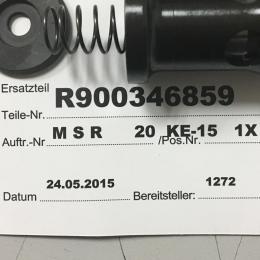 Ersatzteil R900346859
Teile-Nr.
Auftr.-Nr M S R 20 KE-15 1X
/Pos.Nr.
Datum 24.05.2015 Bereitsteller: 1272